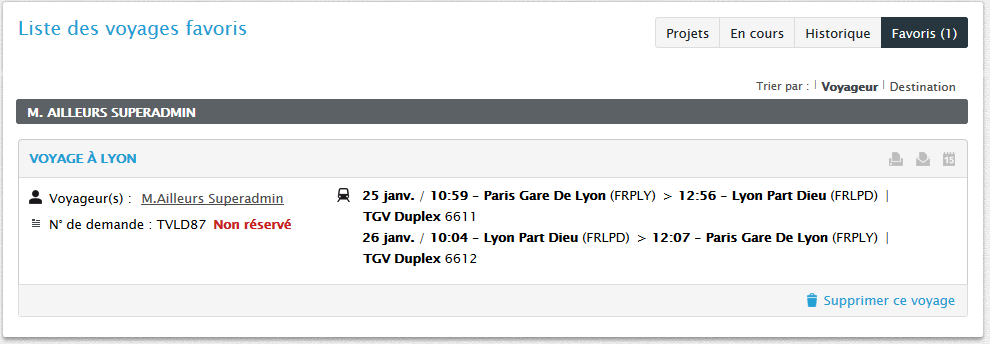 Liste des voyages favoris
Projets En cours Historique Favoris (1)
Trier par : | Voyageur | Destination
M. AILLEURS SUPERADMIN
VOYAGE À LYON
15
Voyageur(s) : M.Ailleurs Superadmin
N° de demande : TVLD87 Non réservé
25 janv. / 10:59 - Paris Gare De Lyon (FRPLY) > 12:56 - Lyon Part Dieu (FRLPD) |
TGV Duplex 6611
26 janv. / 10:04 - Lyon Part Dieu (FRLPD) > 12:07 - Paris Gare De Lyon (FRPLY) |
TGV Duplex 6612
Supprimer ce voyage